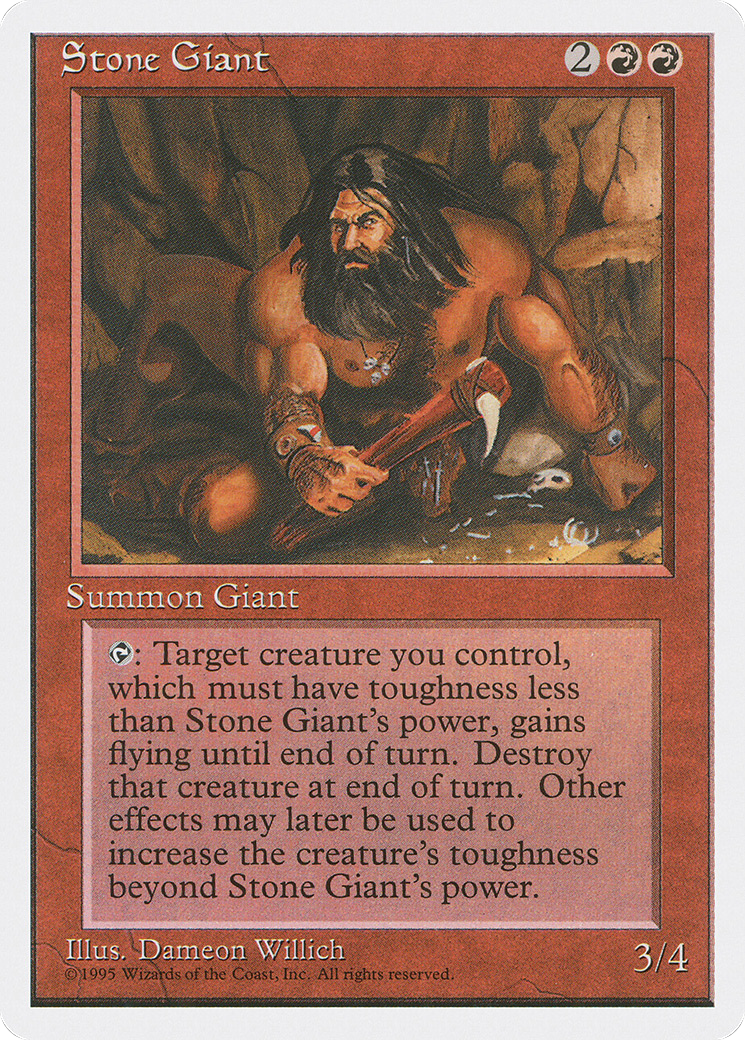 Stone Giant 2
Summon Giant
: Target creature you control,
which must have toughness less
than Stone Giant's power, gains
flying until end of turn. Destroy
that creature at end of turn. Other
effects may later be used to
increase the creature's toughness
beyond Stone Giant's power.
Illus. Dameon Willich
©1995 Wizards of the Coast, Inc. All rights reserved.
3/4